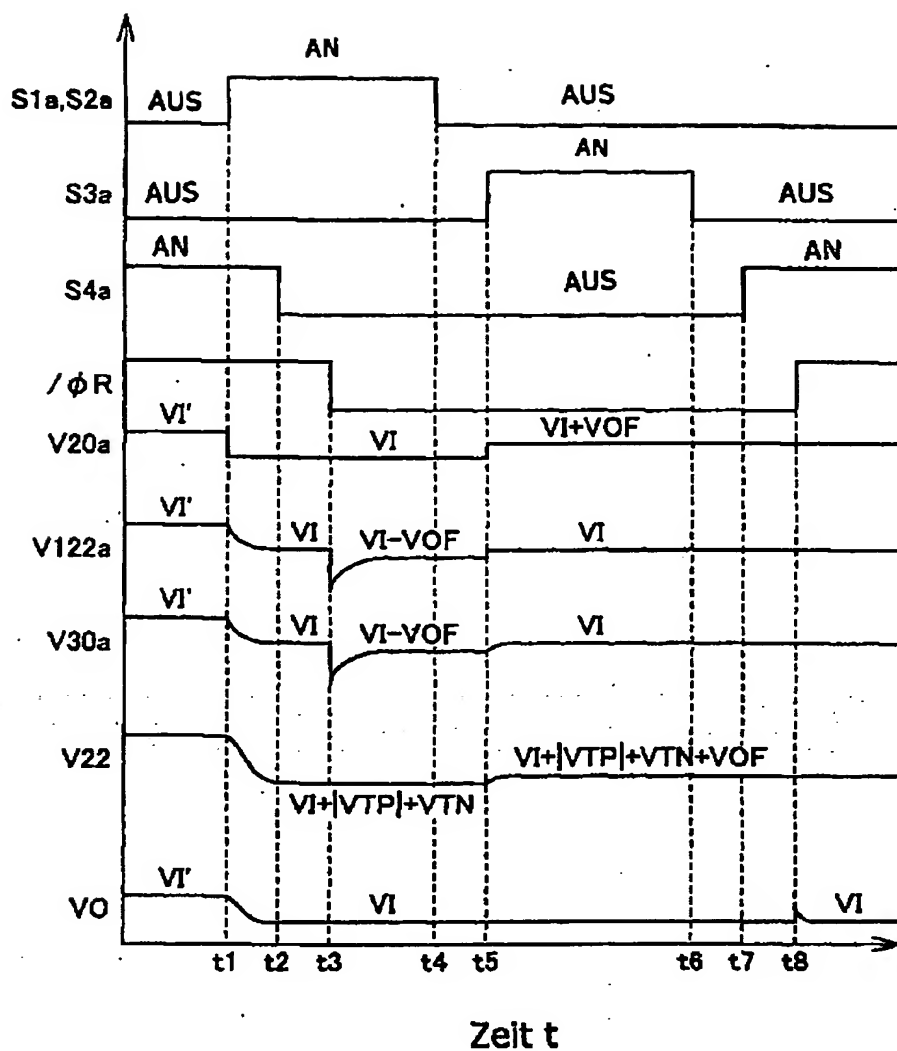 AN
S1a,S2a AUS AUS
AN
S3a AUS AUS
AN AN
S4a AUS
/ϕR
VI' VI VI+VOF
V20a
VI' VI VI-VOF VI
V122a
VI' VI VI-VOF VI
V30a
V22 VI+|VTP|+VTN+VOF
VI+|VTP|+VTN
VI' VI VI
VO
t1 t2 t3 t4 t5 t6 t7 t8
Zeit t